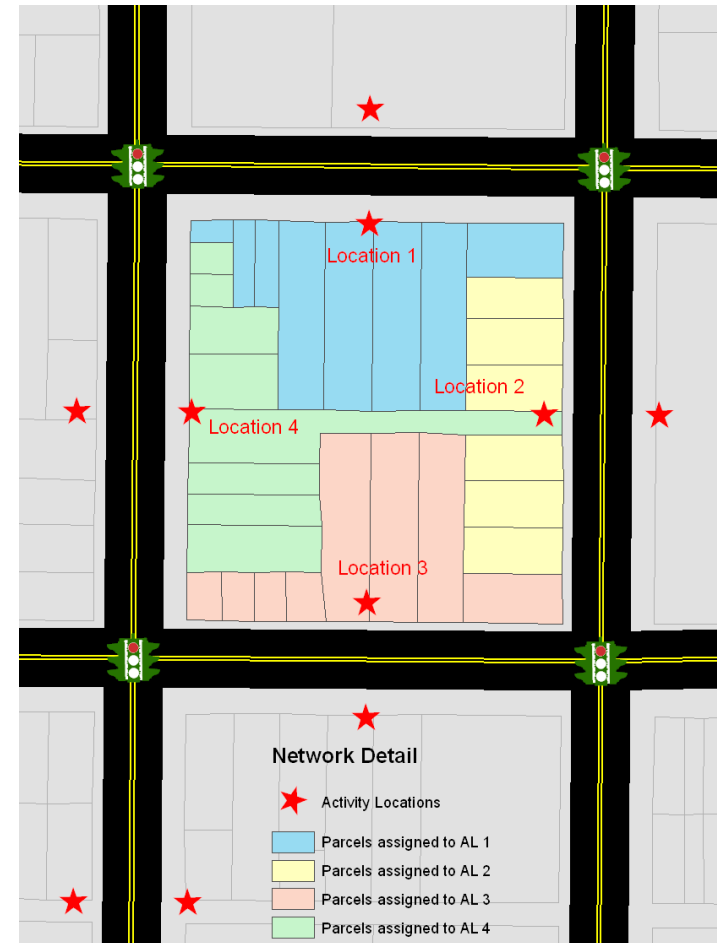 Location 1
Location 2
Location 4
Location 3
Network Detail
Activity Locations
Parcels assigned to AL 1
Parcels assigned to AL 2
Parcels assigned to AL 3
Parcels assigned to AL 4